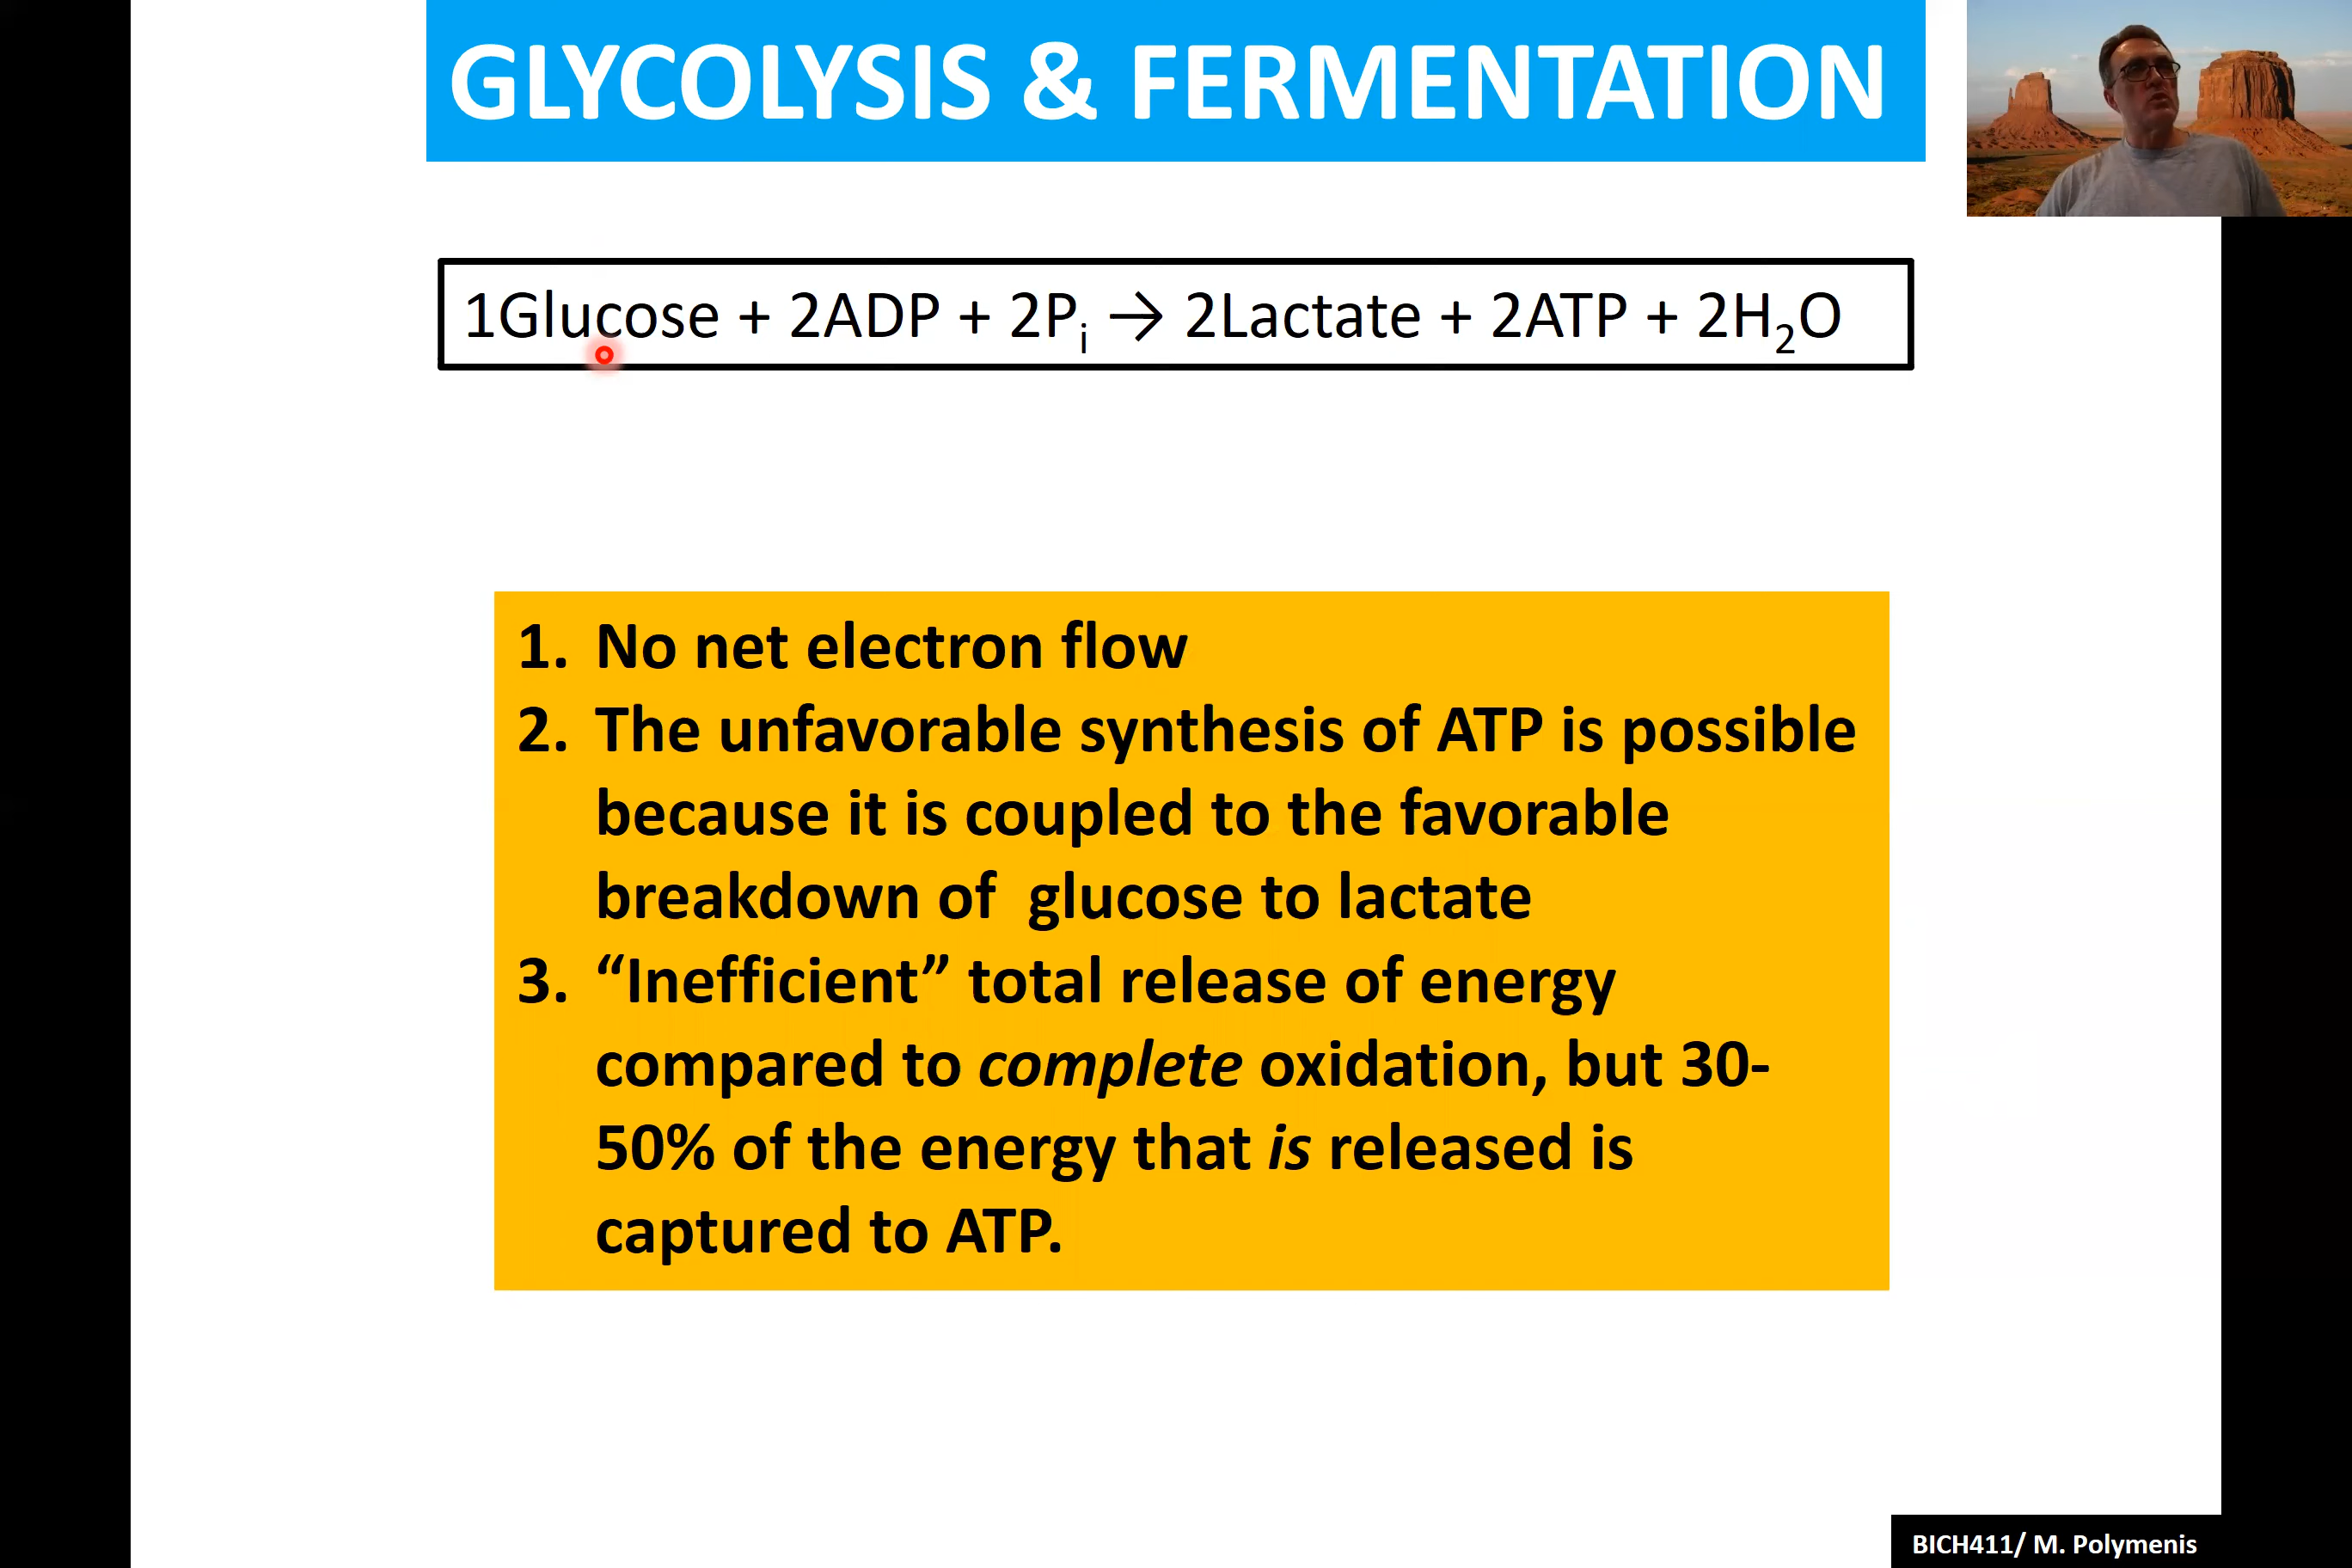 GLYCOLYSIS & FERMENTATION
1Glucose + 2ADP + 2Pᵢ → 2Lactate + 2ATP + 2H₂O
1. No net electron flow
2. The unfavorable synthesis of ATP is possible
because it is coupled to the favorable
breakdown of  glucose to lactate
3. “Inefficient” total release of energy
compared to complete oxidation, but 30-
50% of the energy that is released is
captured to ATP.
BICH411/ M. Polymenis